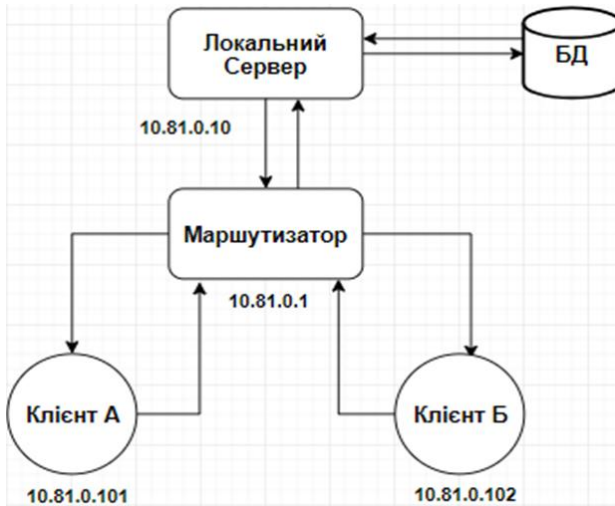 Локальний
Сервер
БД
10.81.0.10
Маршутизатор
10.81.0.1
Клієнт А
Клієнт Б
10.81.0.101
10.81.0.102